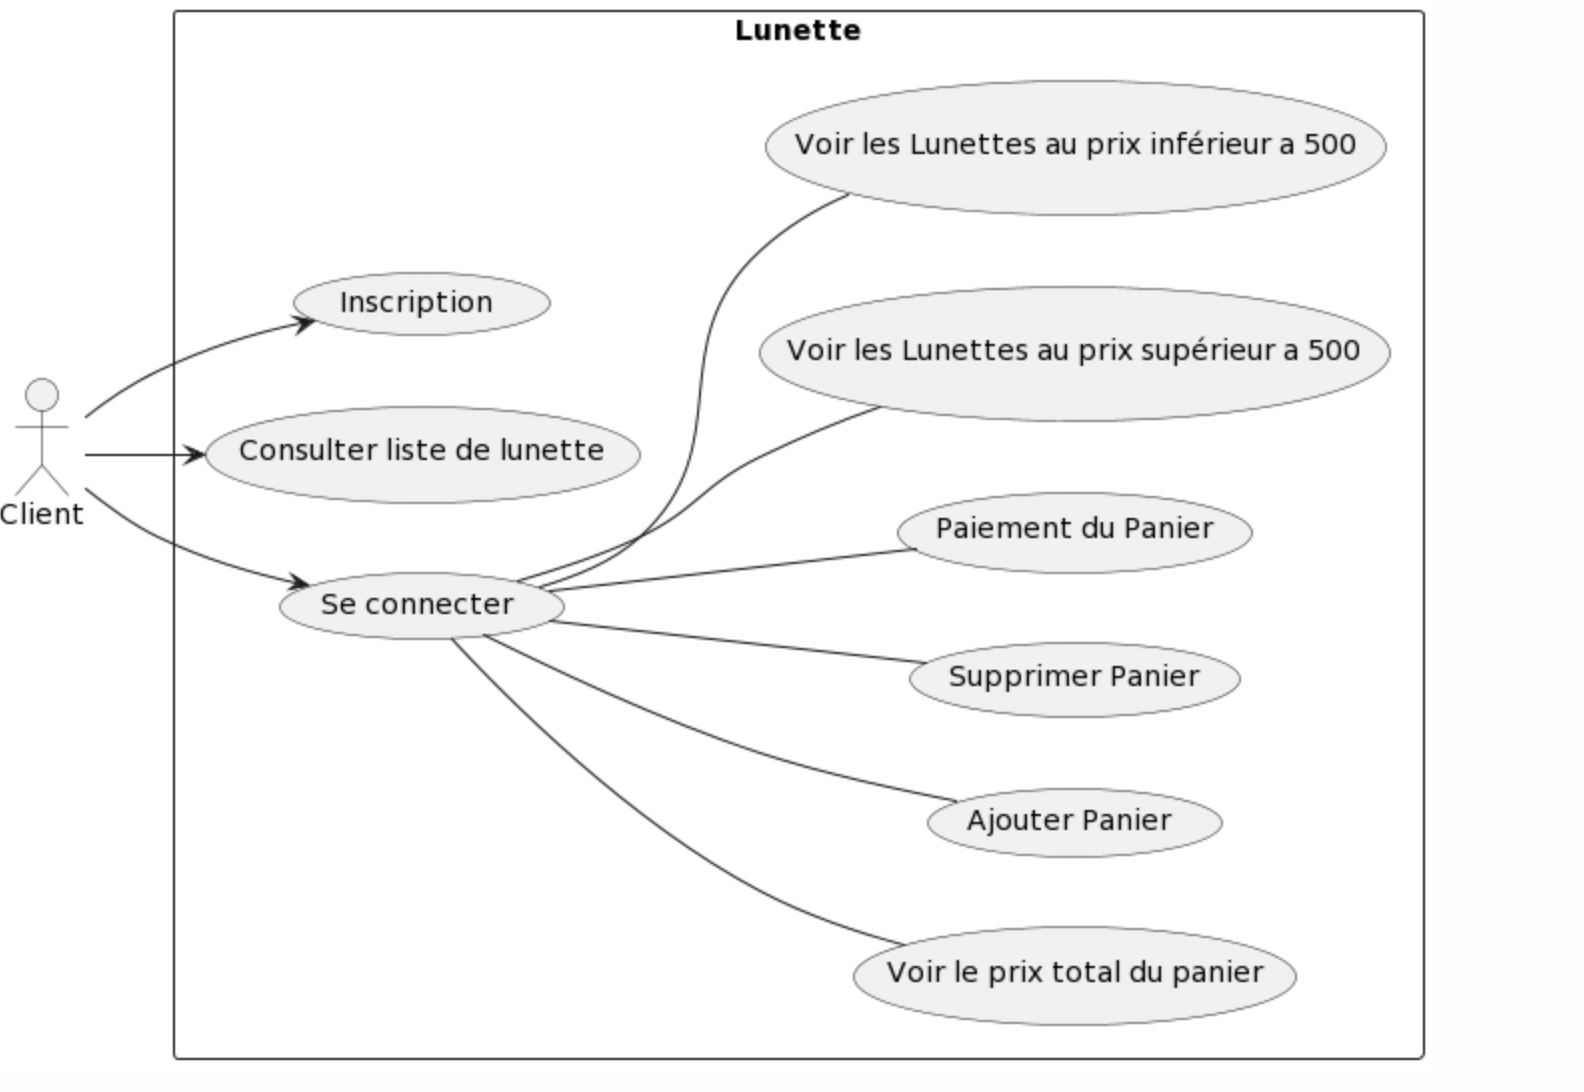 Lunette
Voir les Lunettes au prix inférieur a 500
Inscription
Voir les Lunettes au prix supérieur a 500
Consulter liste de lunette
Client
Paiement du Panier
Se connecter
Supprimer Panier
Ajouter Panier
Voir le prix total du panier